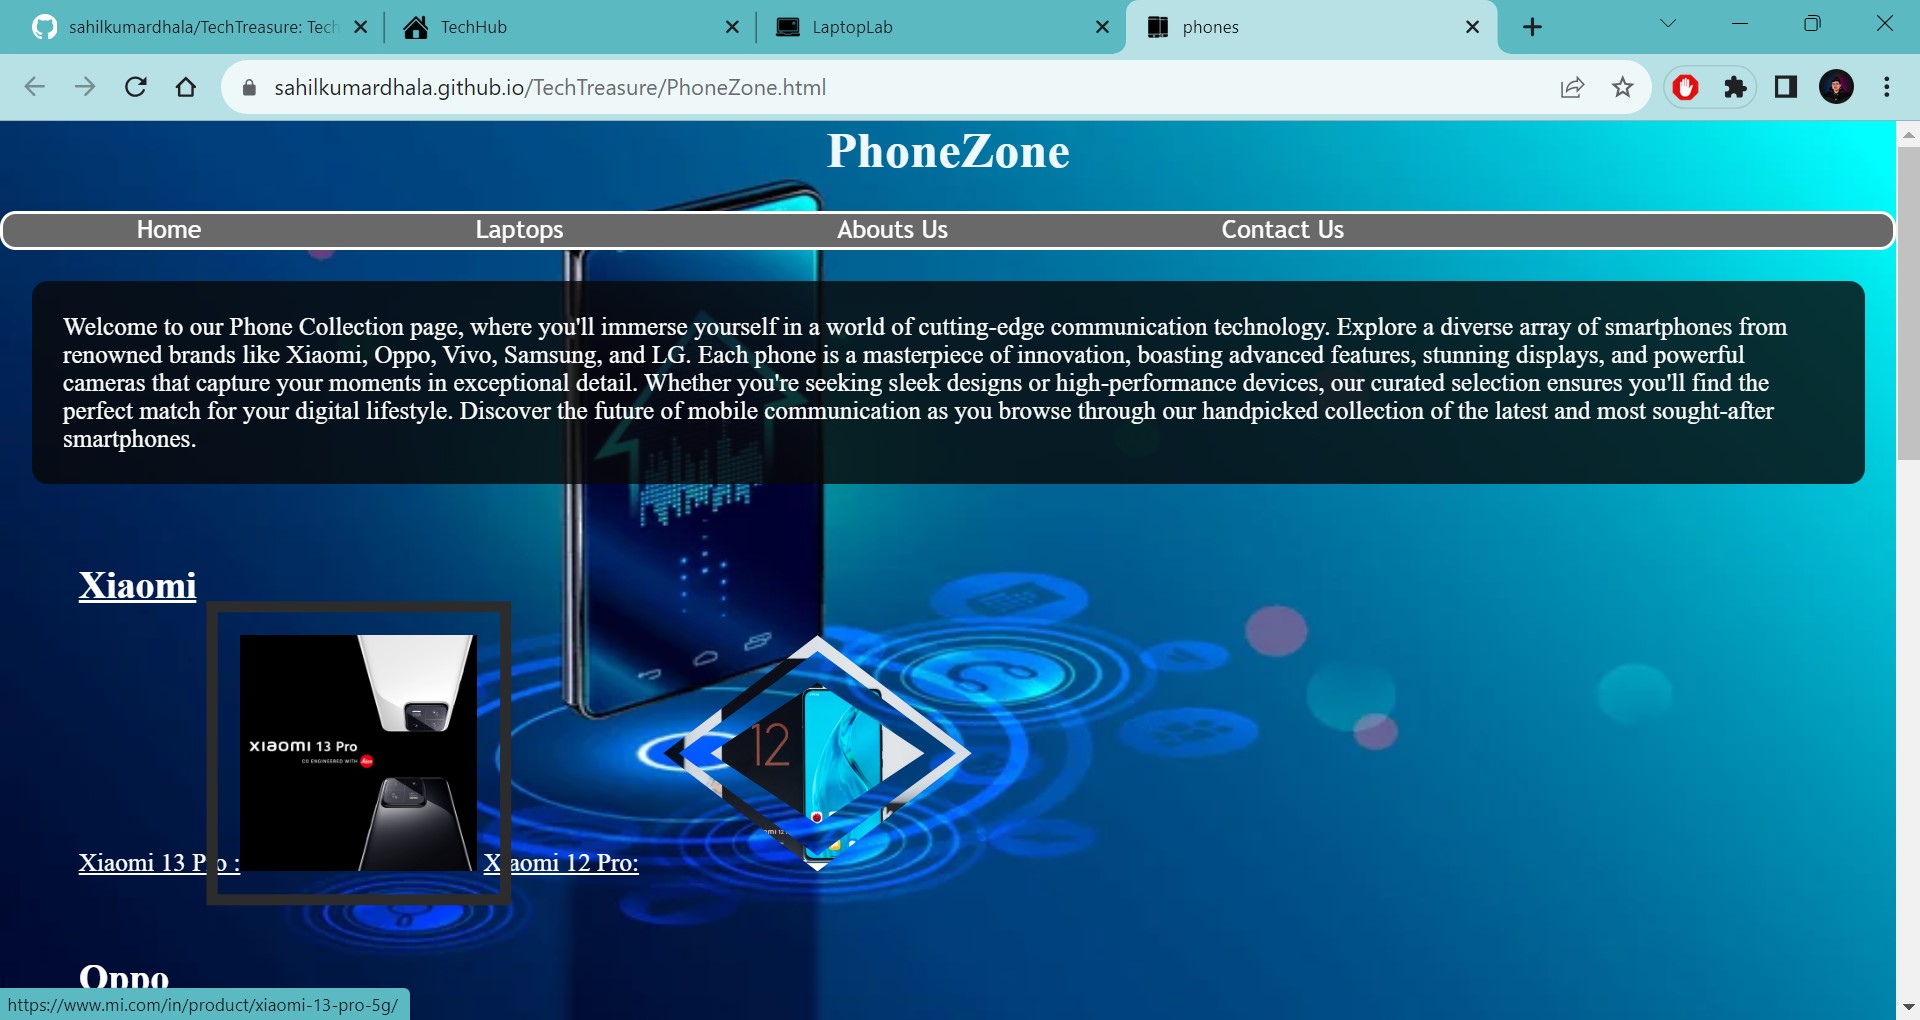 sahilkumardhala/TechTreasure: Tech
TechHub
LaptopLab
phones
sahilkumardhala.github.io/TechTreasure/PhoneZone.html
PhoneZone
Home
Laptops
Abouts Us
Contact Us
Welcome to our Phone Collection page, where you'll immerse yourself in a world of cutting-edge communication technology. Explore a diverse array of smartphones from
renowned brands like Xiaomi, Oppo, Vivo, Samsung, and LG. Each phone is a masterpiece of innovation, boasting advanced features, stunning displays, and powerful
cameras that capture your moments in exceptional detail. Whether you're seeking sleek designs or high-performance devices, our curated selection ensures you'll find the
perfect match for your digital lifestyle. Discover the future of mobile communication as you browse through our handpicked collection of the latest and most sought-after
smartphones.
Xiaomi
xiaomi 13 Pro
CO ENGINEERED WITH
12
Xiaomi 13 Pro :
Xiaomi 12 Pro:
Oppo
https://www.mi.com/in/product/xiaomi-13-pro-5g/